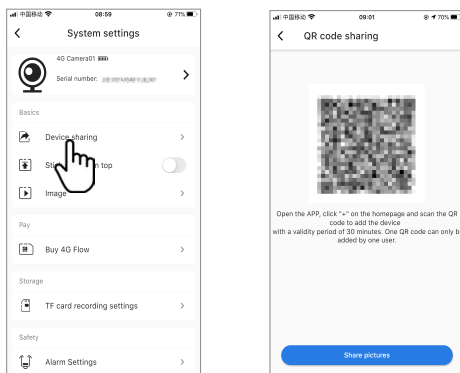 中国移动
08:59
71%
System settings
4G Camera01
Serial number:
Basics
Device sharing
Sti n top
Image
Pay
Buy 4G Flow
Storage
TF card recording settings
Safety
Alarm Settings
中国移动
09:01
70%
QR code sharing
Open the APP, click "+" on the homepage and scan the QR
code to add the device
with a validity period of 30 minutes. One QR code can only b
added by one user.
Share pictures